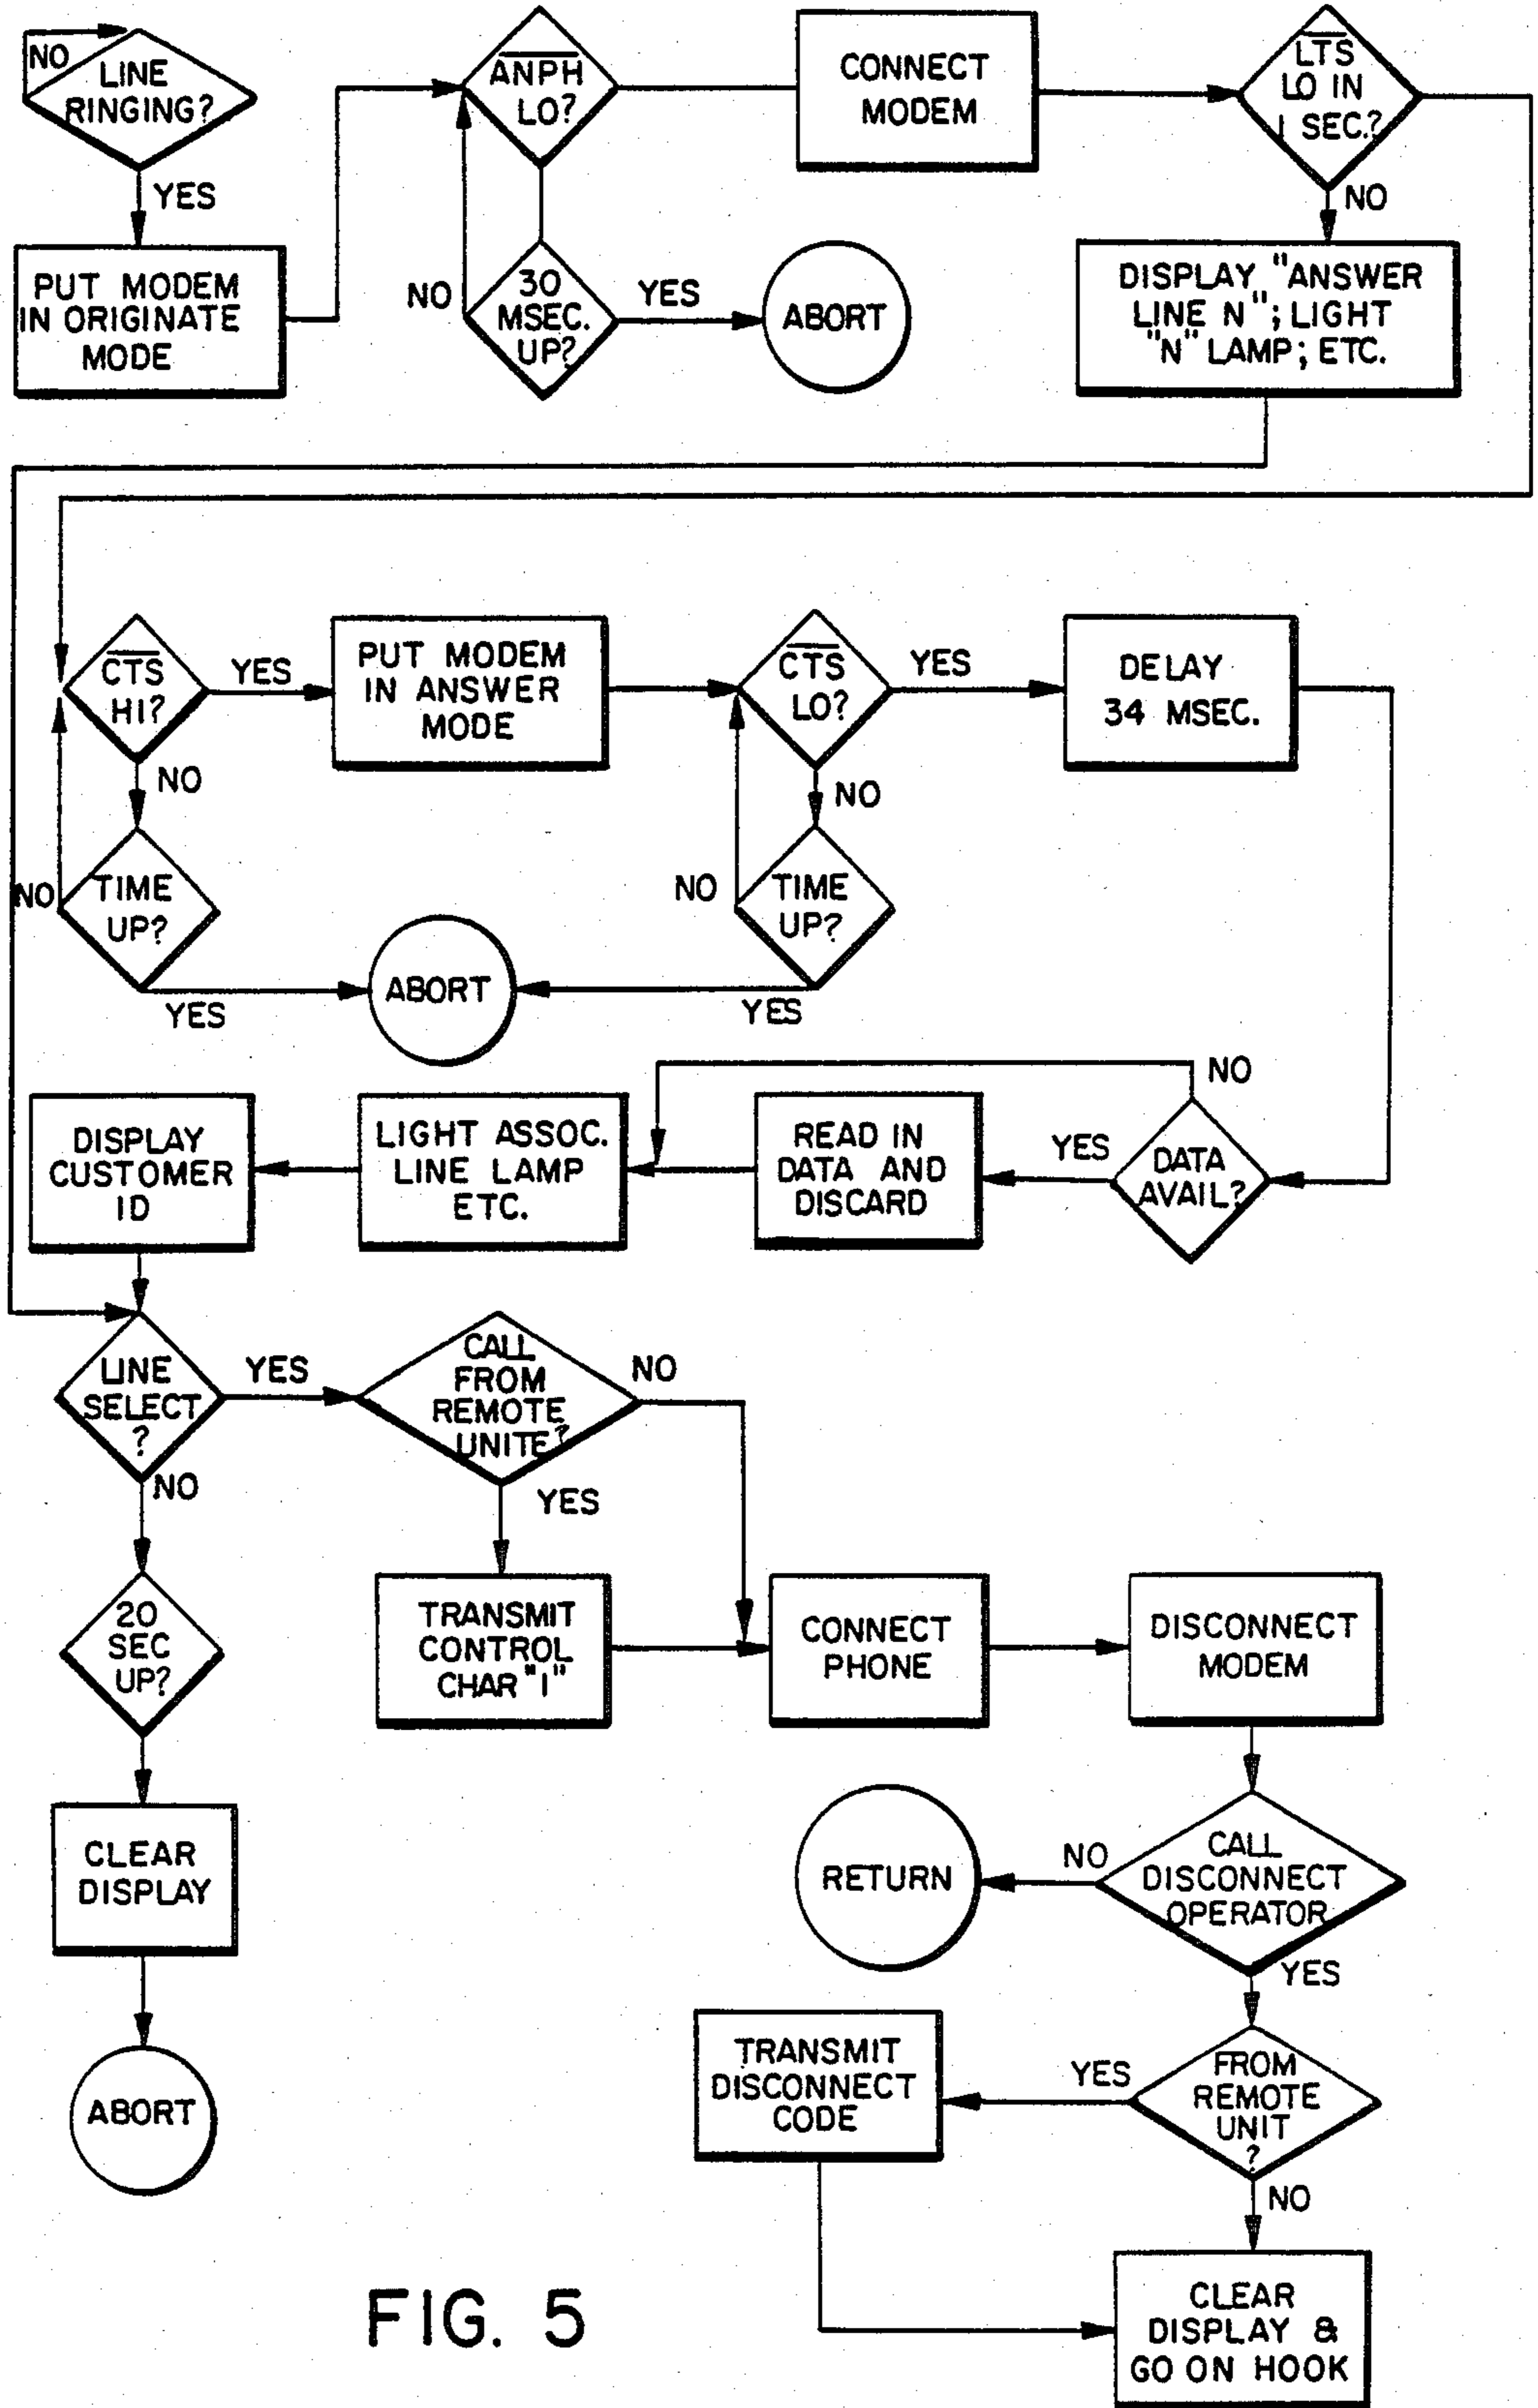 NO
LINE
RINGING?
YES
PUT MODEM
IN ORIGINATE
MODE
ANPH
LO?
30
MSEC.
UP?
NO
YES
ABORT
CONNECT
MODEM
LTS
LO IN
1 SEC.?
NO
DISPLAY "ANSWER
LINE N"; LIGHT
"N" LAMP; ETC.
CTS
HI?
YES
NO
TIME
UP?
NO
YES
PUT MODEM
IN ANSWER
MODE
CTS
LO?
YES
NO
TIME
UP?
NO
YES
ABORT
DELAY
34 MSEC.
DATA
AVAIL?
NO
YES
READ IN
DATA AND
DISCARD
LIGHT ASSOC.
LINE LAMP
ETC.
DISPLAY
CUSTOMER
ID
LINE
SELECT
?
YES
NO
CALL
FROM
REMOTE
UNITE?
NO
YES
20
SEC
UP?
TRANSMIT
CONTROL
CHAR "I"
CONNECT
PHONE
DISCONNECT
MODEM
CLEAR
DISPLAY
ABORT
CALL
DISCONNECT
OPERATOR
NO
RETURN
YES
FROM
REMOTE
UNIT
?
YES
TRANSMIT
DISCONNECT
CODE
NO
CLEAR
DISPLAY &
GO ON HOOK
FIG. 5